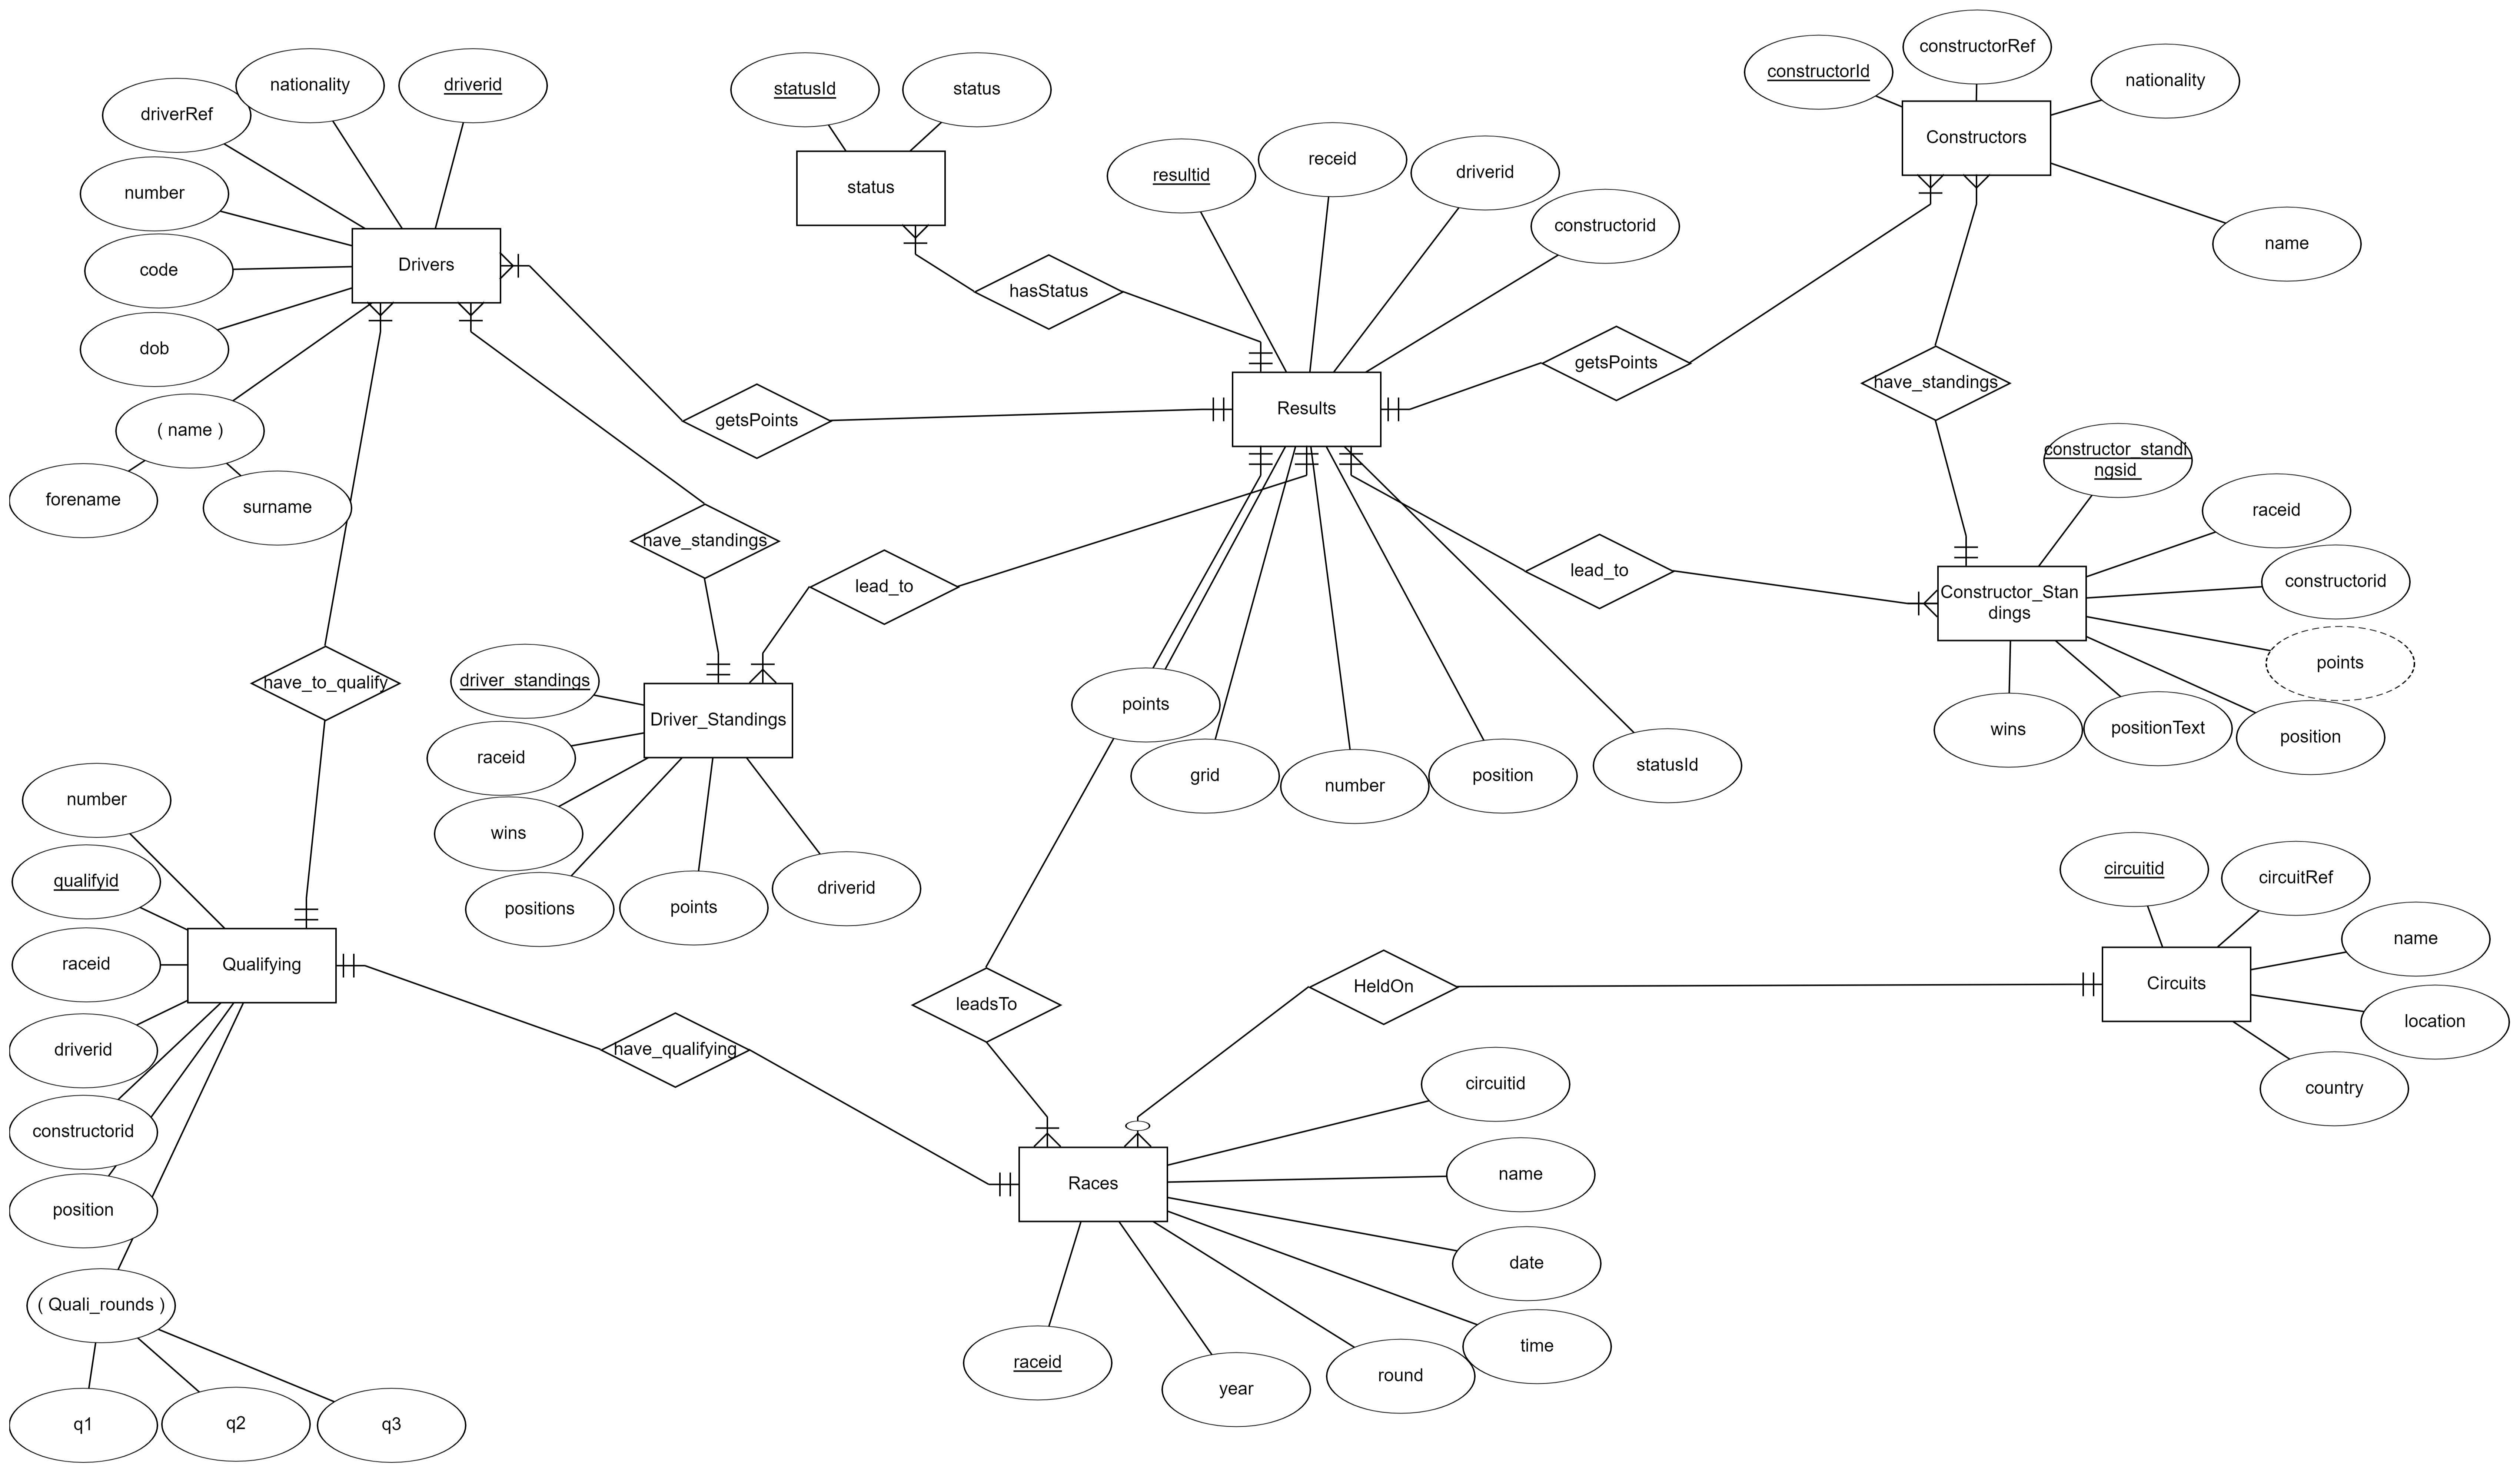 constructorRef
constructorId
nationality
nationality
driverid
statusId
status
driverRef
Constructors
receid
driverid
resultid
number
status
constructorid
name
code
Drivers
hasStatus
dob
getsPoints
have_standings
Results
getsPoints
( name )
constructor_standi
ngsid
forename
surname
raceid
have_standings
lead_to
lead_to
constructorid
Constructor_Stan
dings
points
driver_standings
have_to_qualify
points
Driver_Standings
wins
positionText
position
raceid
grid
number
position
statusId
number
wins
circuitid
circuitRef
qualifyid
positions
points
driverid
name
raceid
Qualifying
HeldOn
Circuits
leadsTo
location
driverid
have_qualifying
circuitid
country
constructorid
Races
name
position
date
( Quali_rounds )
time
raceid
year
round
q1
q2
q3